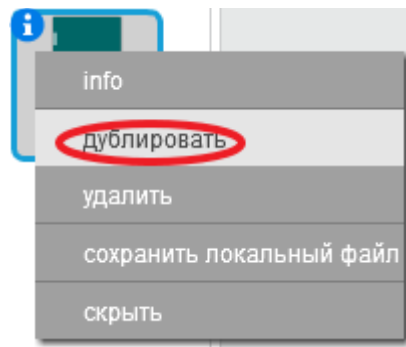 i
info
дублировать
удалить
сохранить локальный файл
скрыть